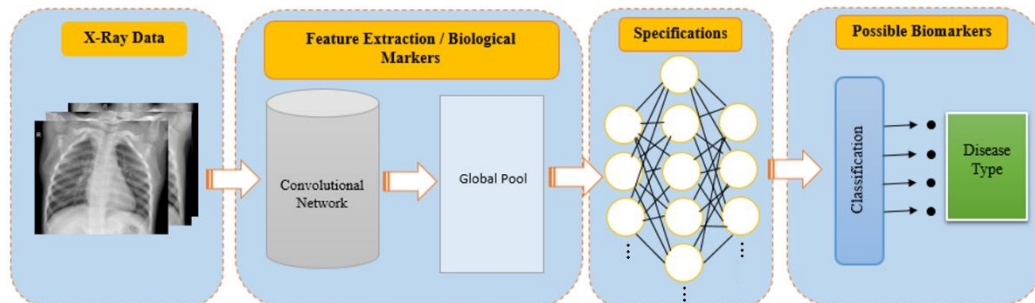 X-Ray Data
Feature Extraction / Biological
Markers
Specifications
Possible Biomarkers
Convolutional
Network
Global Pool
Classification
Disease
Type